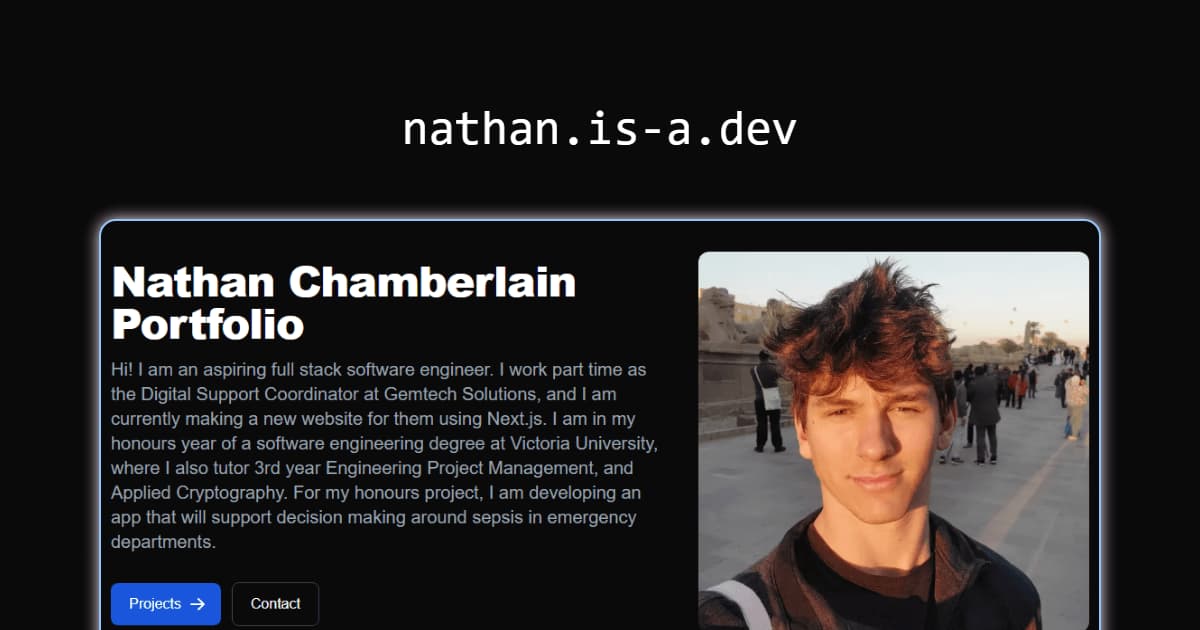 nathan.is-a.dev
Nathan Chamberlain
Portfolio
Hi! I am an aspiring full stack software engineer. I work part time as
the Digital Support Coordinator at Gemtech Solutions, and I am
currently making a new website for them using Next.js. I am in my
honours year of a software engineering degree at Victoria University,
where I also tutor 3rd year Engineering Project Management, and
Applied Cryptography. For my honours project, I am developing an
app that will support decision making around sepsis in emergency
departments.
Projects →
Contact